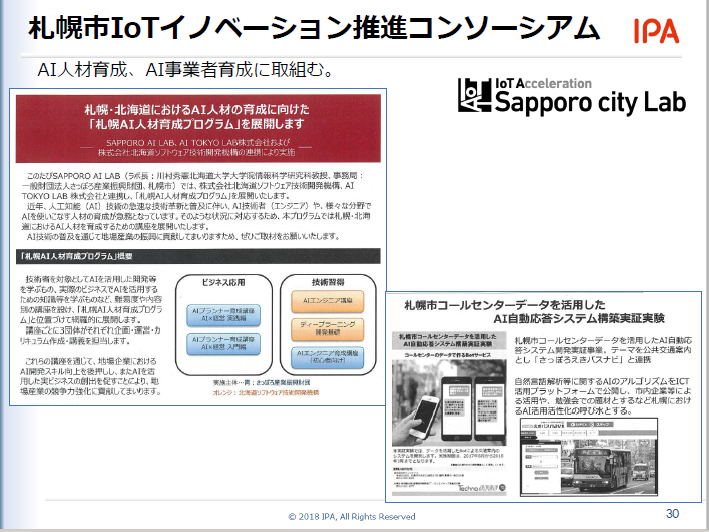 札幌市IoTイノベーション推進コンソーシアム
IPA
AI人材育成、AI事業者育成に取組む。
IoT Acceleration
Sapporo city Lab
札幌・北海道におけるAI人材の育成に向けた
「札幌AI人材育成プログラム」を展開します
SAPPORO AI LAB、AI TOKYO LAB株式会社および
株式会社北海道ソフトウェア技術開発機構の連携により実施
このたびSAPPORO AI LAB（ラボ長：川村秀憲北海道大学大学院情報科学研究科教授、事務局：
一般財団法人さっぽろ産業振興財団、札幌市）では、株式会社北海道ソフトウェア技術開発機構、AI
TOKYO LAB 株式会社と連携し、「札幌AI人材育成プログラム」を展開いたします。
近年、人工知能（AI）技術の急速な技術革新と普及に伴い、AI技術者（エンジニア）や、様々な分野で
AIを使いこなす人材の育成が急務となっています。そのような状況に対応するため、本プログラムでは札幌・北海
道におけるAI人材を育成するための講座を展開いたします。
AI技術の普及を通じて地場産業の振興に貢献してまいりますため、ぜひご取材をお願いいたします。
「札幌AI人材育成プログラム」概要
技術者を対象としてAIを活用した開発等
を学ぶもの、実際のビジネスでAIを活用する
ための知識等を学ぶものなど、難易度や内容
別の講座を設け、「札幌AI人材育成プログラ
ム」と位置づけて継続的に展開します。
講座ごとに3団体がそれぞれ企画・運営・カ
リキュラム作成・講義を担当します。
これらの講座を通じて、地場企業における
AI開発スキル向上を後押しし、またAIを活
用した実ビジネスの創出を促すことにより、地
場産業の競争力強化に貢献してまいります。
ビジネス応用
AIプランナー育成講座
AI×経営 実践編
AIプランナー育成講座
AI×経営 入門編
技術習得
AIエンジニア講座
ディープラーニング
開発基礎
AIエンジニア育成講座
（初心者向け）
実施主体…青：さっぽろ産業振興財団
オレンジ：北海道ソフトウェア技術開発機構
札幌市コールセンターデータを活用した
AI自動応答システム構築実証実験
札幌市コールセンターデータを活用した
AI自動応答システム構築実証実験
コールセンターのデータで作るBotサービス
札幌市コールセンターデータを活用したAI自動応
答システム開発実証事業。テーマを公共交通案内
とし「さっぽろえきバスナビ」と連携
自然言語解析等に関するAIのアルゴリズムをICT
活用プラットフォームで公開し、市内企業等に
よる活用や、勉強会での題材とするなど札幌におけ
るAI活用活性化の呼び水とする。
© 2018 IPA, All Rights Reserved
30